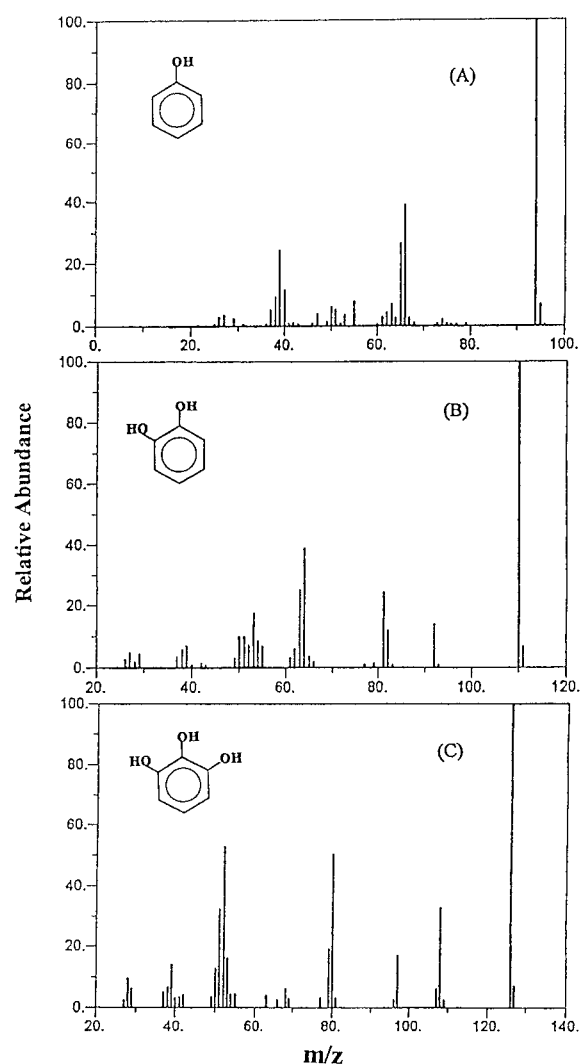 100.
OH
(A)
80.
60.
40.
20.
0.
0. 20. 40. 60. 80. 100.
100.
OH
(B)
HO
80.
60.
40.
20.
0.
20. 40. 60. 80. 100. 120.
100.
OH
(C)
HO OH
80.
60.
40.
20.
0.
20. 40. 60. 80. 100. 120. 140.
Relative Abundance
m/z